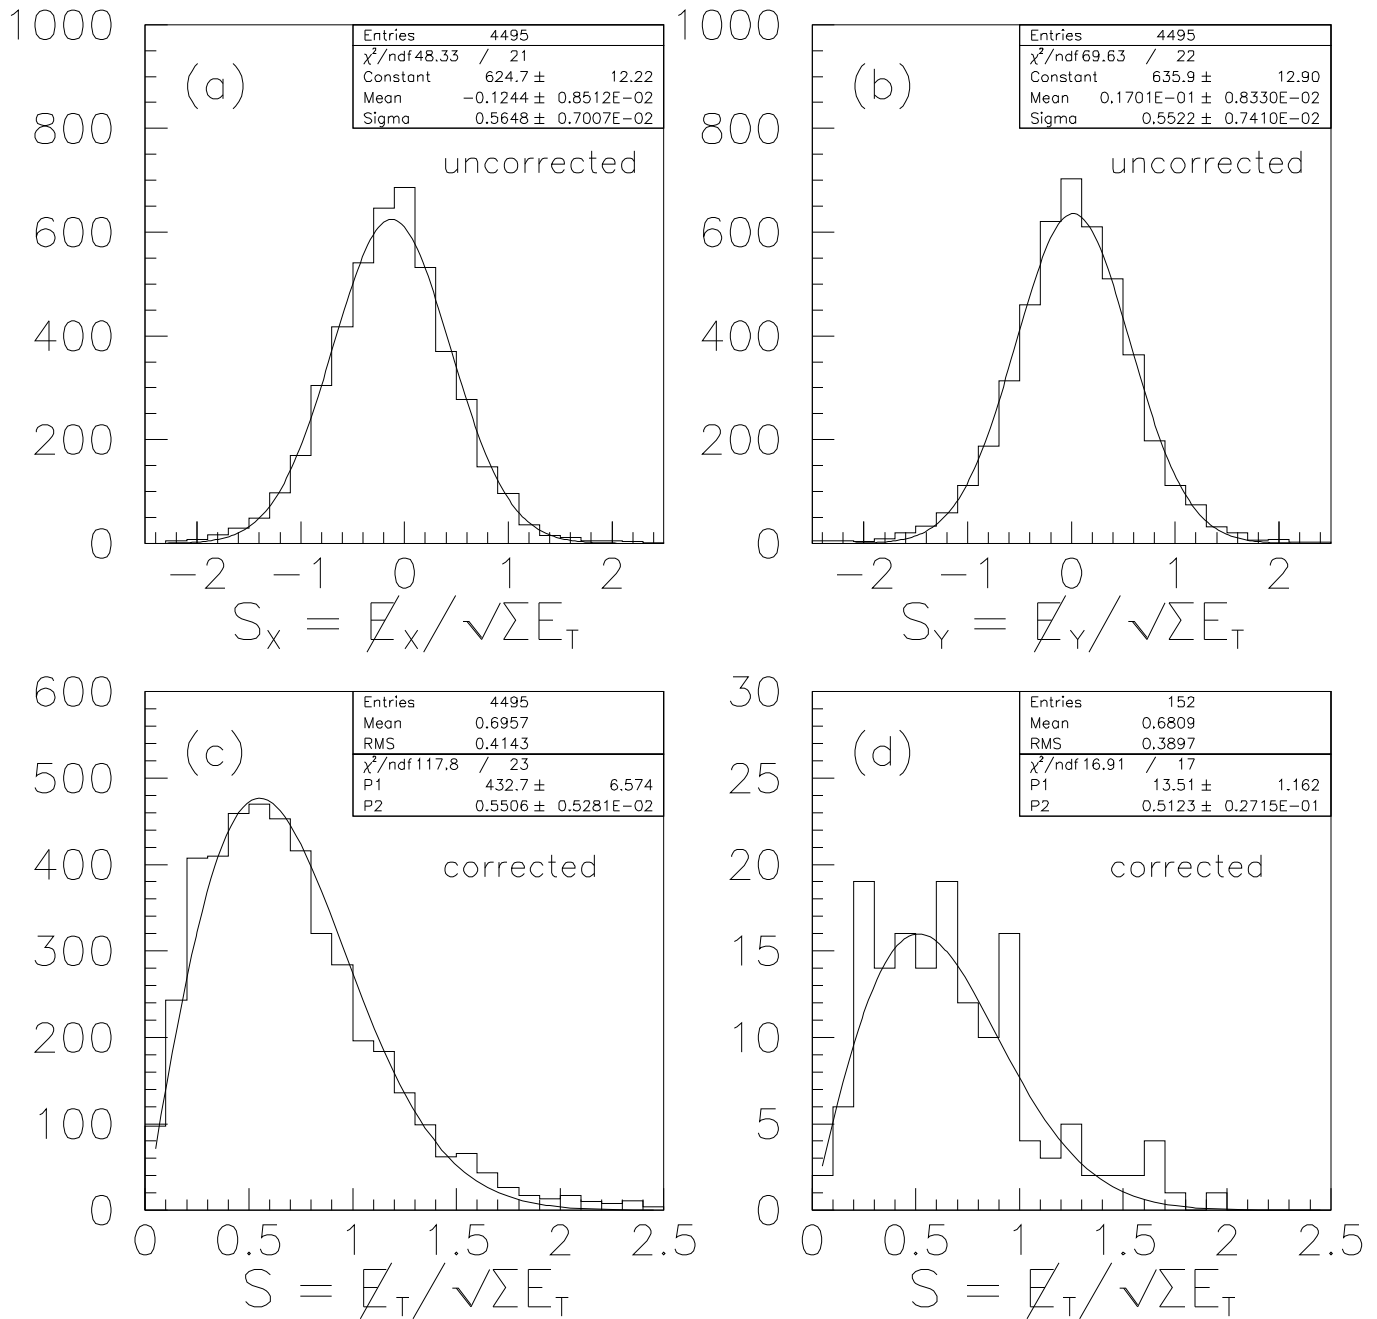 1000
800
600
400
200
0
(a)
Entries 4495
χ²/ndf 48.33 / 21
Constant 624.7 ± 12.22
Mean −0.1244 ± 0.8512E−02
Sigma 0.5648 ± 0.7007E−02
uncorrected
−2 −1 0 1 2
S_X = E̸_X / √ΣE_T
1000
800
600
400
200
0
(b)
Entries 4495
χ²/ndf 69.63 / 22
Constant 635.9 ± 12.90
Mean 0.1701E−01 ± 0.8330E−02
Sigma 0.5522 ± 0.7410E−02
uncorrected
−2 −1 0 1 2
S_Y = E̸_Y / √ΣE_T
600
500
400
300
200
100
0
(c)
Entries 4495
Mean 0.6957
RMS 0.4143
χ²/ndf 117.8 / 23
P1 432.7 ± 6.574
P2 0.5506 ± 0.5281E−02
corrected
0 0.5 1 1.5 2 2.5
S = E̸_T / √ΣE_T
30
25
20
15
10
5
0
(d)
Entries 152
Mean 0.6809
RMS 0.3897
χ²/ndf 16.91 / 17
P1 13.51 ± 1.162
P2 0.5123 ± 0.2715E−01
corrected
0 0.5 1 1.5 2 2.5
S = E̸_T / √ΣE_T